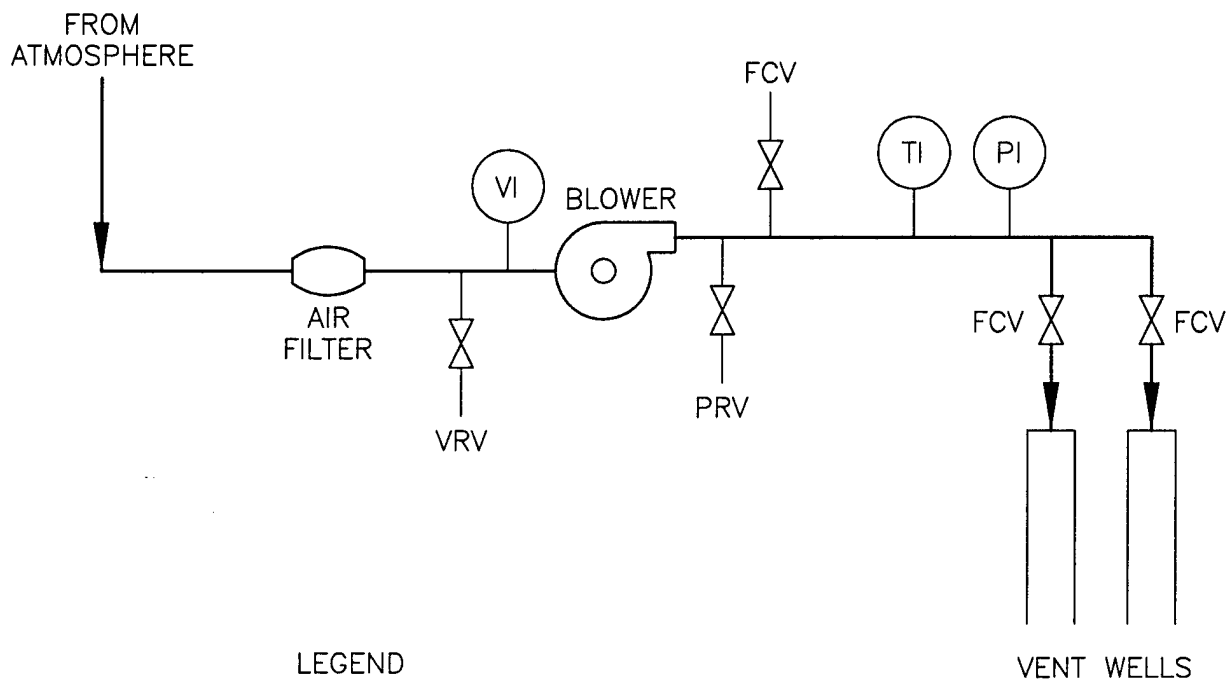 FROM
ATMOSPHERE
FCV
TI
PI
VI
BLOWER
AIR
FILTER
FCV
FCV
VRV
PRV
LEGEND
VENT WELLS